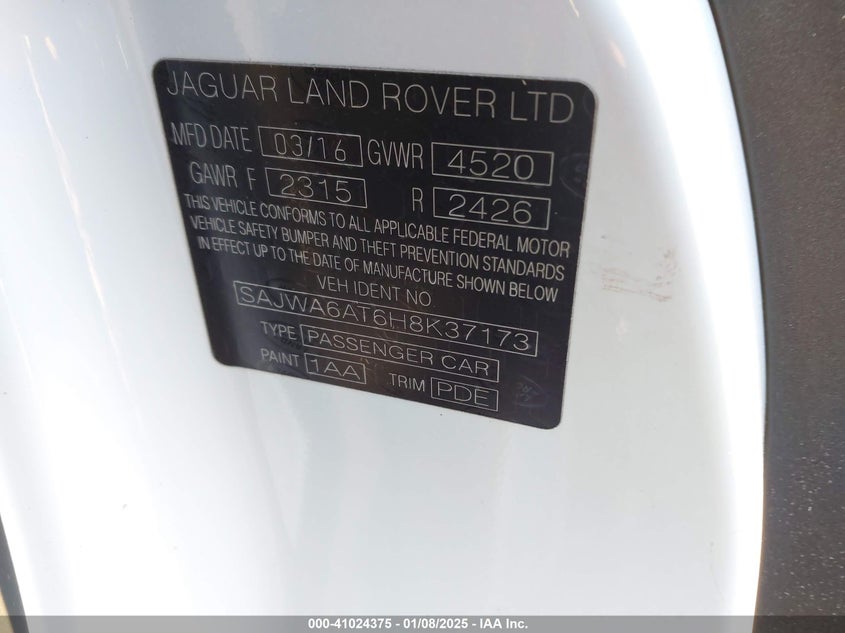 JAGUAR LAND ROVER LTD
MFD DATE 03/16 GVWR 4520
GAWR F 2315 R 2426
THIS VEHICLE CONFORMS TO ALL APPLICABLE FEDERAL MOTOR
VEHICLE SAFETY BUMPER AND THEFT PREVENTION STANDARDS
IN EFFECT UP TO THE DATE OF MANUFACTURE SHOWN BELOW
VEH IDENT NO.
SAJWA6AT6H8K37173
TYPE PASSENGER CAR
PAINT 1AA TRIM PDE
000-41024375 - 01/08/2025 - IAA Inc.